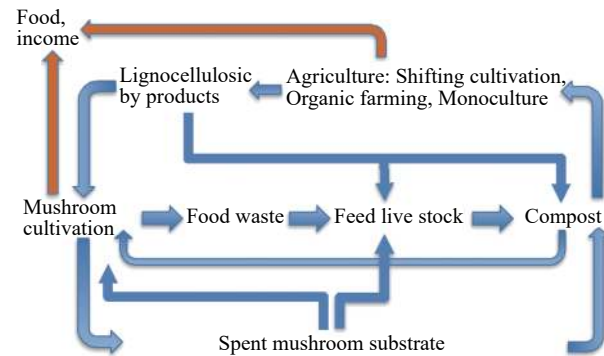 Food,
income
Lignocellulosic
by products
Agriculture: Shifting cultivation,
Organic farming, Monoculture
Mushroom
cultivation
Food waste
Feed live stock
Compost
Spent mushroom substrate